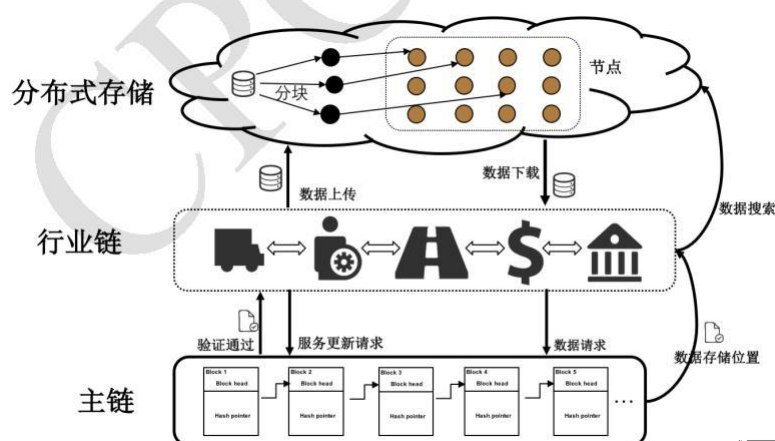 CPC
分布式存储
分块
节点
数据上传
数据下载
数据搜索
行业链
$
验证通过
服务更新请求
数据请求
数据存储位置
主链
Block 1
Block head
Hash pointer
Block 2
Block head
Hash pointer
Block 3
Block head
Hash pointer
Block 4
Block head
Hash pointer
Block 5
Block head
Hash pointer
...